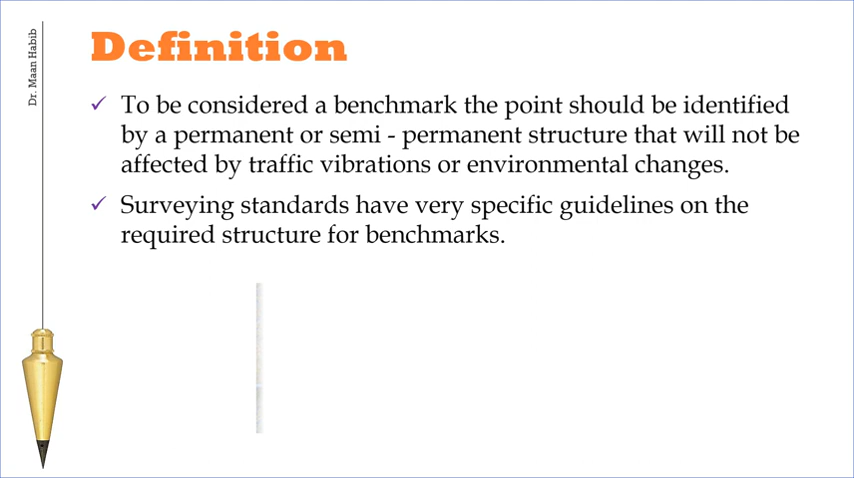 Dr. Maan Habib
Definition
✓ To be considered a benchmark the point should be identified
by a permanent or semi - permanent structure that will not be
affected by traffic vibrations or environmental changes.
✓ Surveying standards have very specific guidelines on the
required structure for benchmarks.